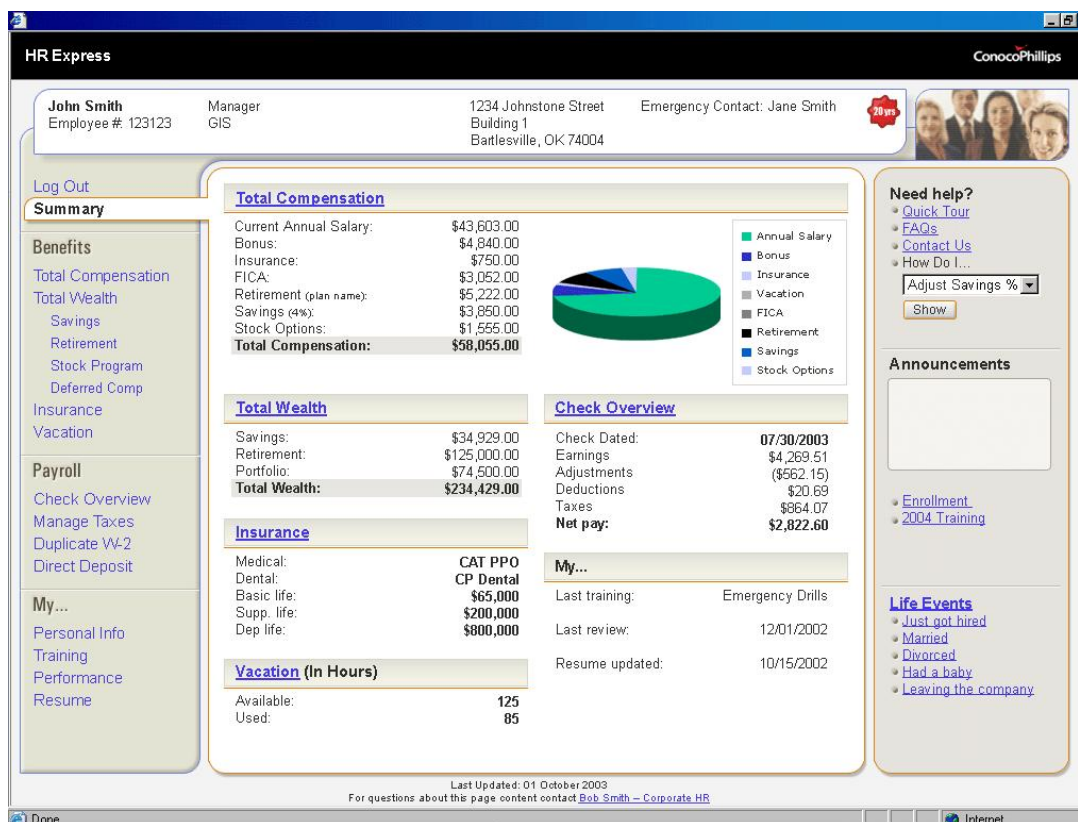 HR Express
ConocoPhillips
John Smith
Employee #: 123123
Manager
GIS
1234 Johnstone Street
Building 1
Bartlesville, OK 74004
Emergency Contact: Jane Smith
20 yrs
Log Out
Summary
Benefits
Total Compensation
Total Wealth
Savings
Retirement
Stock Program
Deferred Comp
Insurance
Vacation
Payroll
Check Overview
Manage Taxes
Duplicate W-2
Direct Deposit
My...
Personal Info
Training
Performance
Resume
Total Compensation
Current Annual Salary: $43,603.00
Bonus: $4,840.00
Insurance: $750.00
FICA: $3,052.00
Retirement (plan name): $5,222.00
Savings (4%): $3,850.00
Stock Options: $1,555.00
Total Compensation: $58,055.00
Annual Salary
Bonus
Insurance
Vacation
FICA
Retirement
Savings
Stock Options
Total Wealth
Savings: $34,929.00
Retirement: $125,000.00
Portfolio: $74,500.00
Total Wealth: $234,429.00
Insurance
Medical: CAT PPO
Dental: CP Dental
Basic life: $65,000
Supp. life: $200,000
Dep life: $800,000
Vacation (In Hours)
Available: 125
Used: 85
Check Overview
Check Dated: 07/30/2003
Earnings $4,269.51
Adjustments ($562.15)
Deductions $20.69
Taxes $864.07
Net pay: $2,822.60
My...
Last training: Emergency Drills
Last review: 12/01/2002
Resume updated: 10/15/2002
Need help?
Quick Tour
FAQs
Contact Us
How Do I...
Adjust Savings %
Show
Announcements
Enrollment
2004 Training
Life Events
Just got hired
Married
Divorced
Had a baby
Leaving the company
Last Updated: 01 October 2003
For questions about this page content contact Bob Smith – Corporate HR
Done
Internet